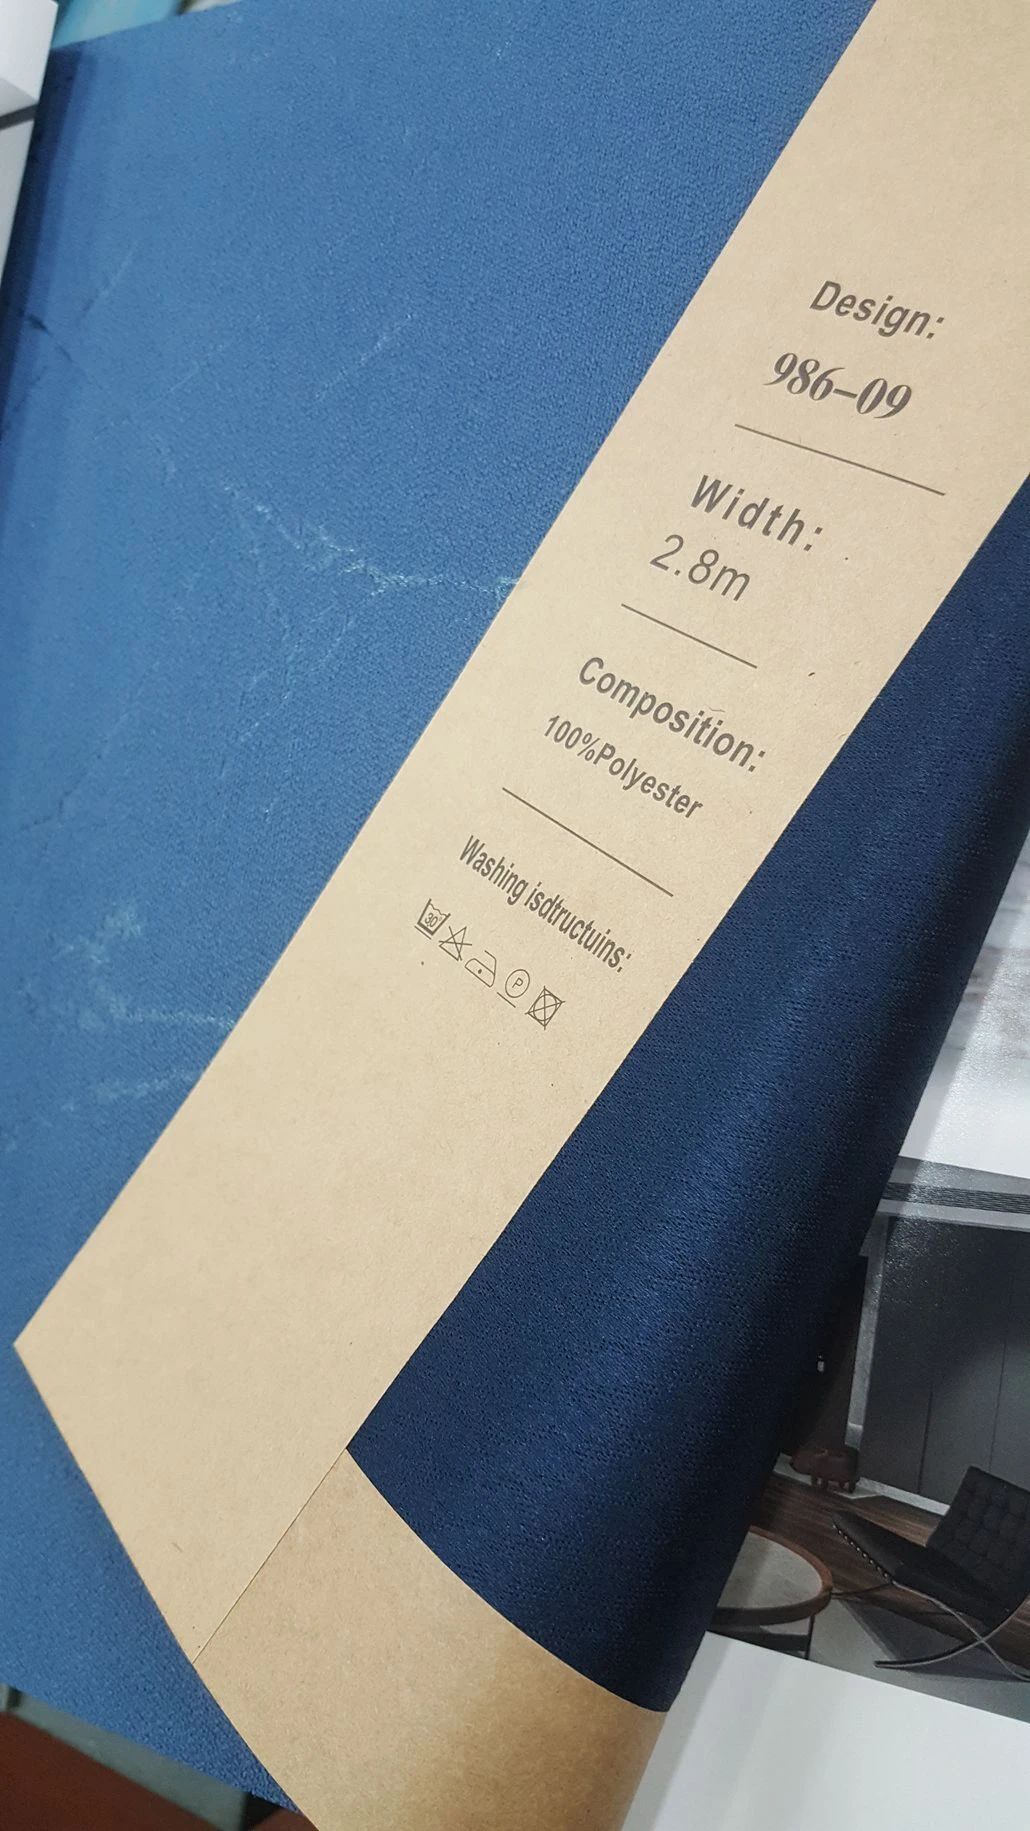 Design:
986-09
Width:
2.8m
Composition:
100%Polyester
Washing isdtructuins:
30°
P